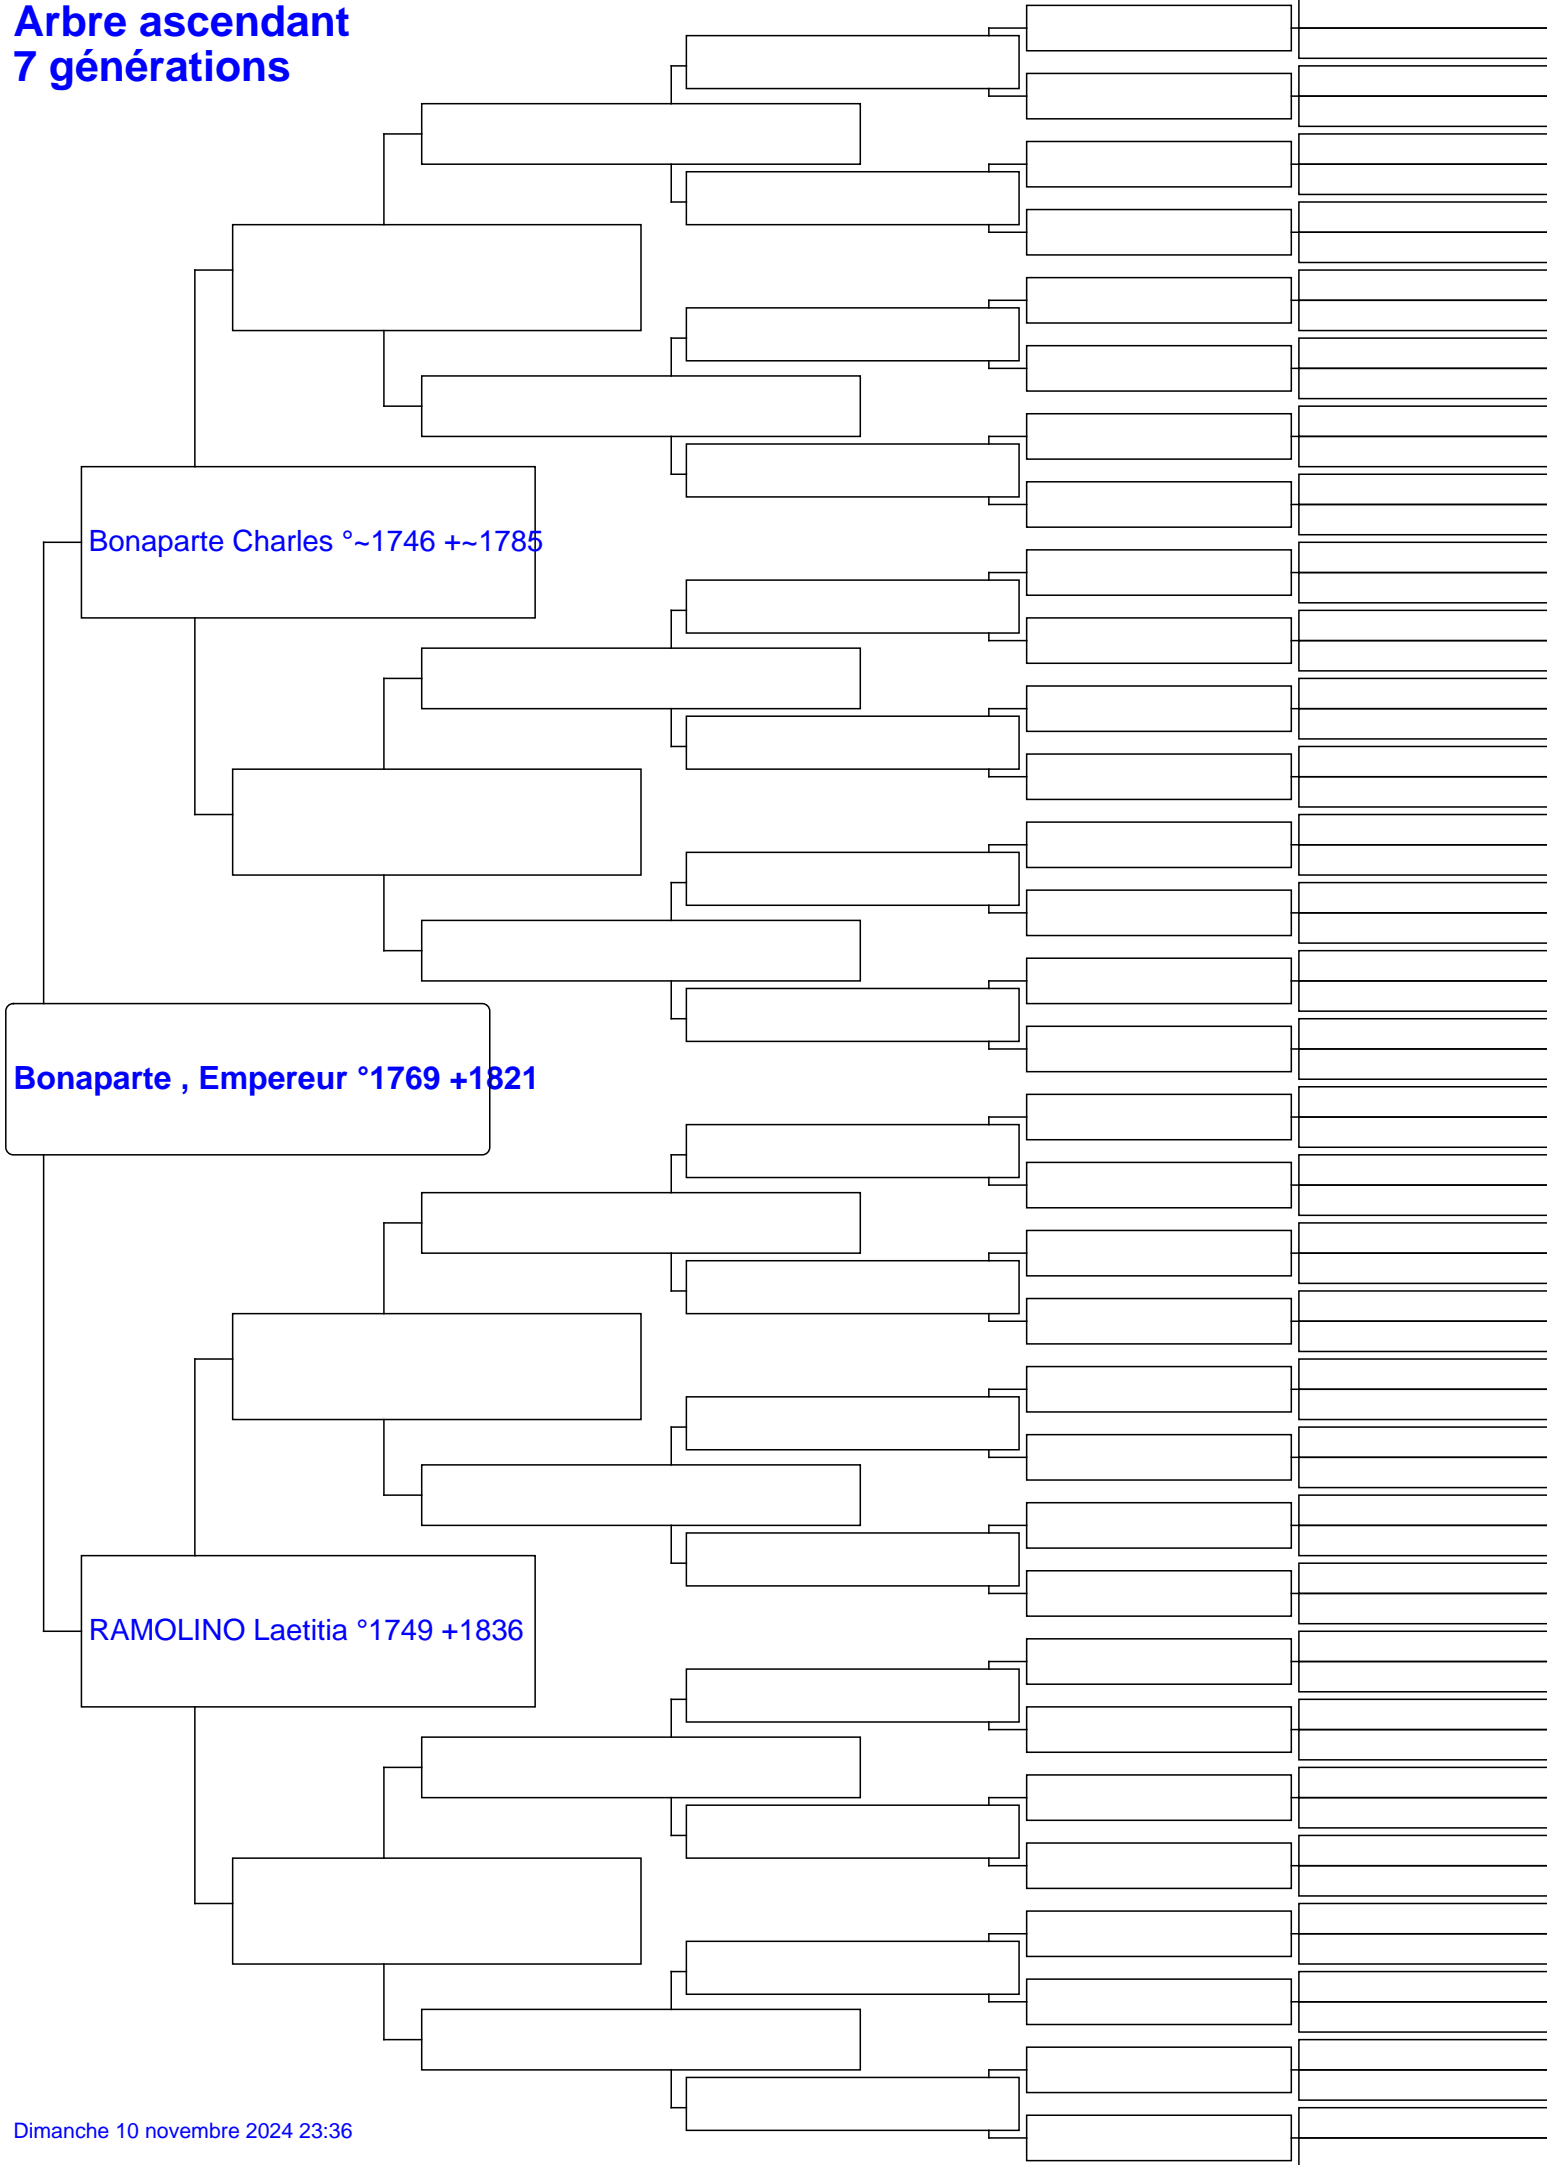 Arbre ascendant
7 générations
Bonaparte Charles °~1746 +~1785
Bonaparte , Empereur °1769 +1821
RAMOLINO Laetitia °1749 +1836
Dimanche 10 novembre 2024 23:36